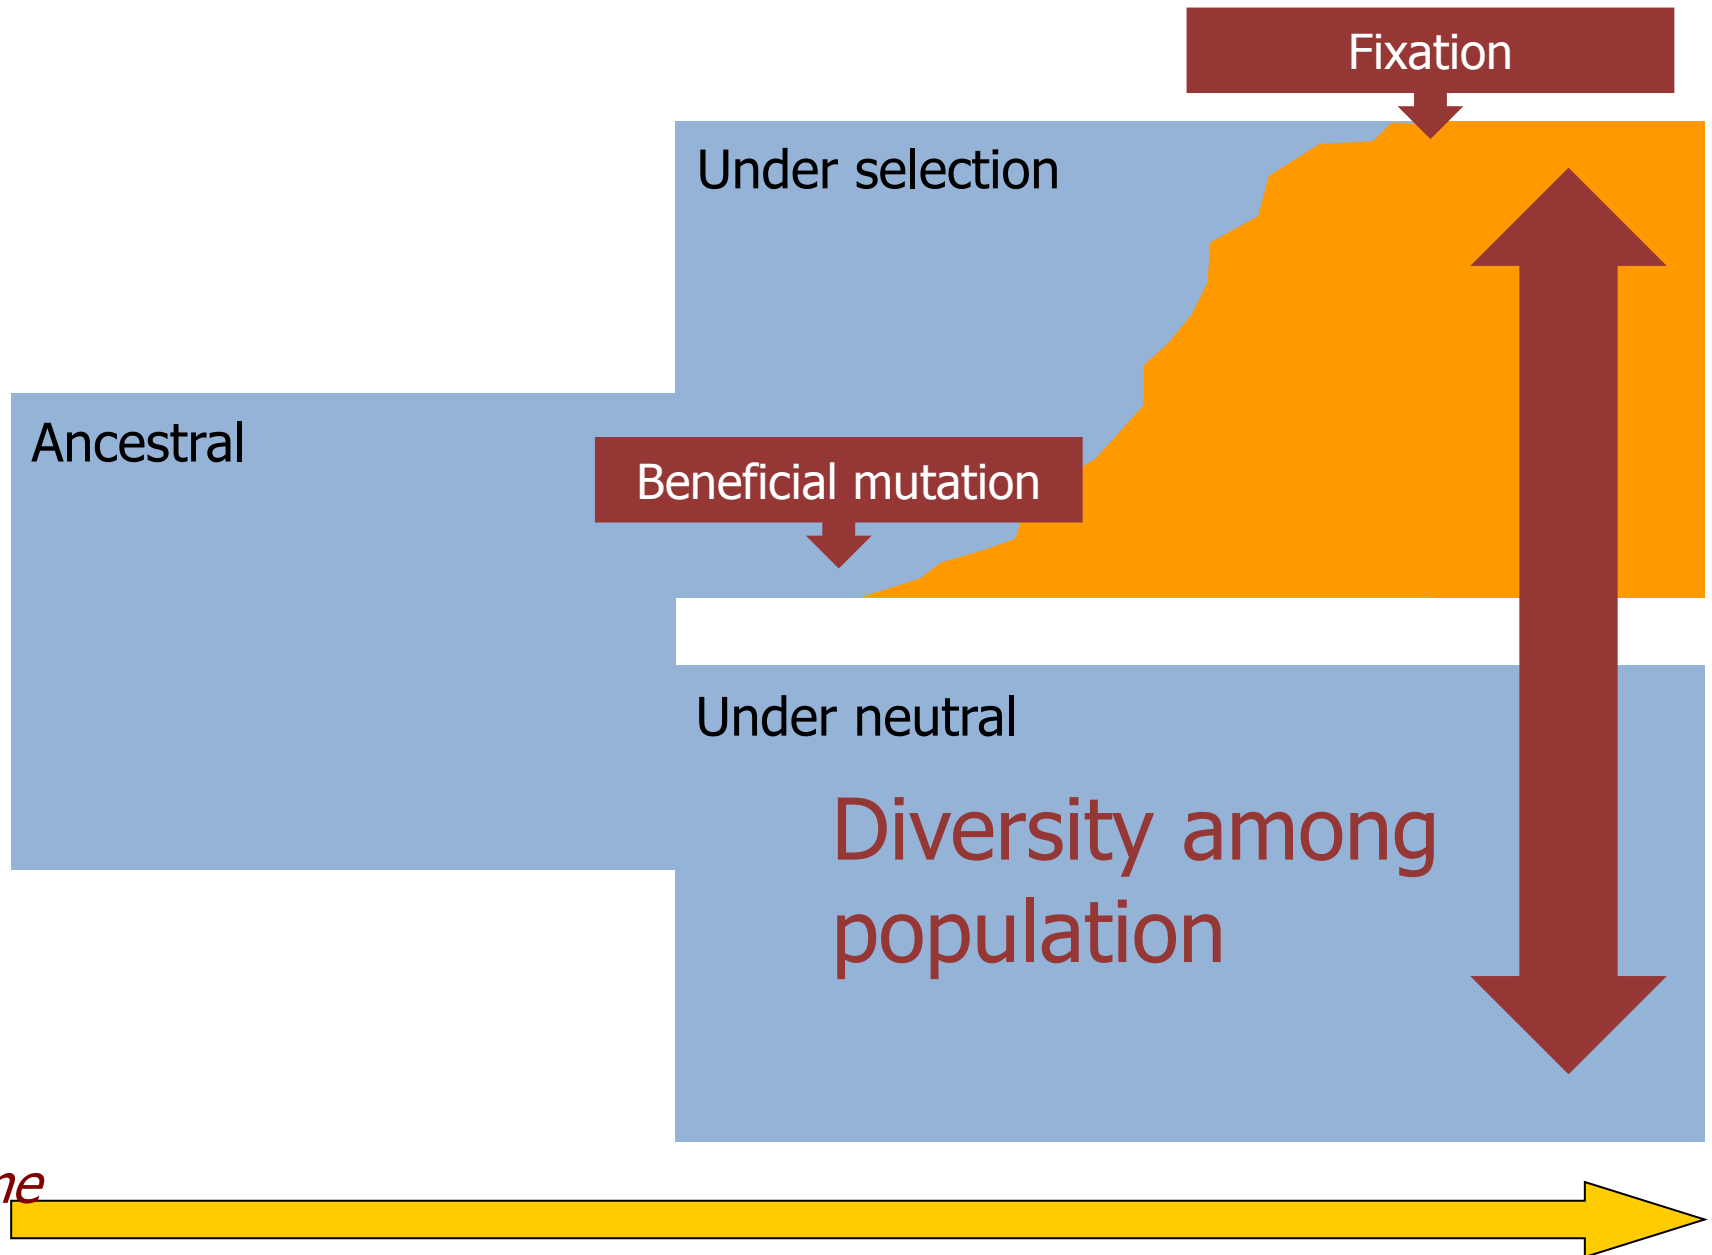 Fixation
Under selection
Ancestral
Beneficial mutation
Under neutral
Diversity among
population